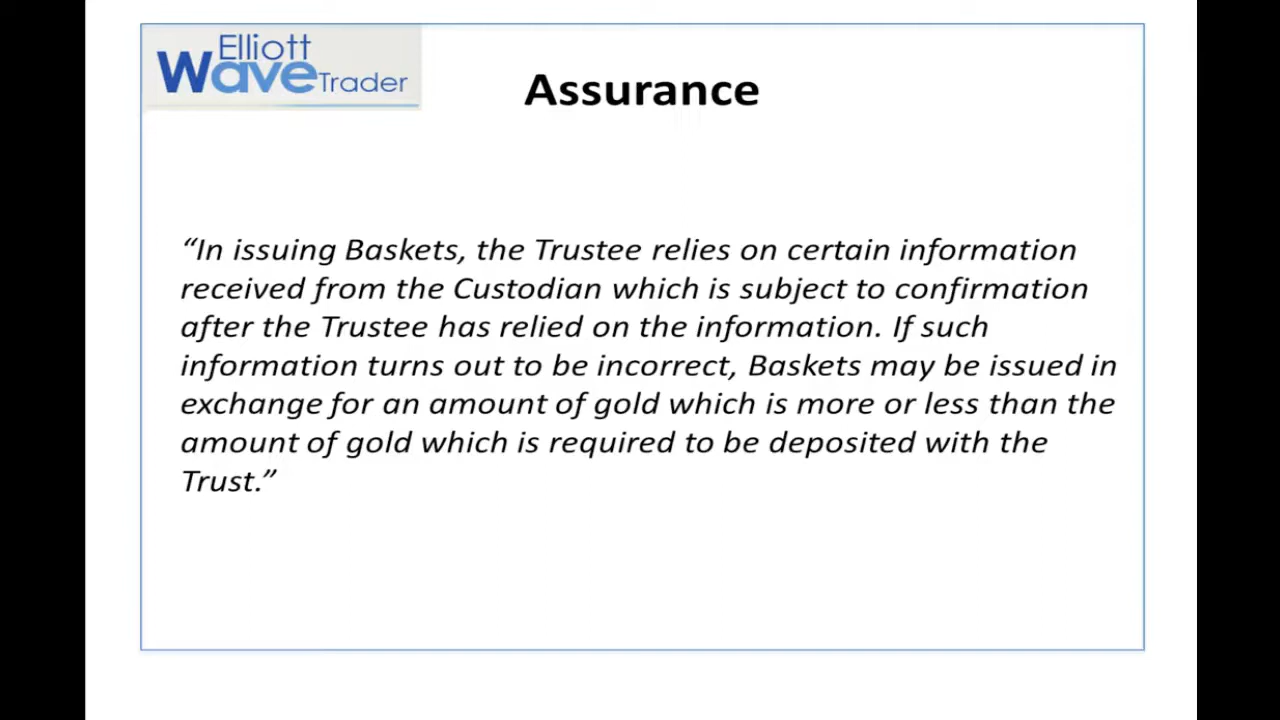 Elliott
WaveTrader
Assurance
“In issuing Baskets, the Trustee relies on certain information
received from the Custodian which is subject to confirmation
after the Trustee has relied on the information. If such
information turns out to be incorrect, Baskets may be issued in
exchange for an amount of gold which is more or less than the
amount of gold which is required to be deposited with the
Trust.”